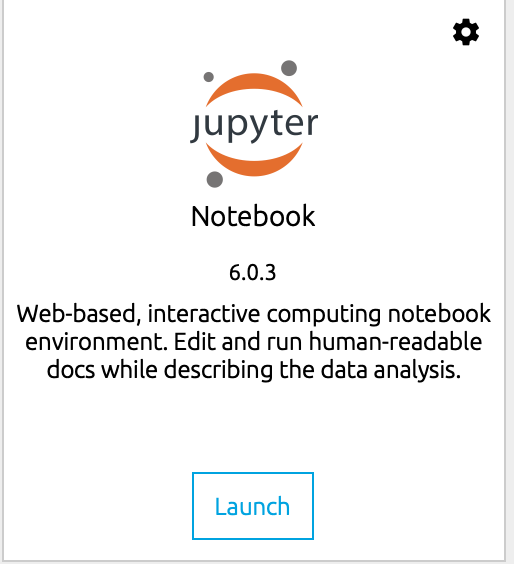 jupyter
Notebook
6.0.3
Web-based, interactive computing notebook
environment. Edit and run human-readable
docs while describing the data analysis.
Launch